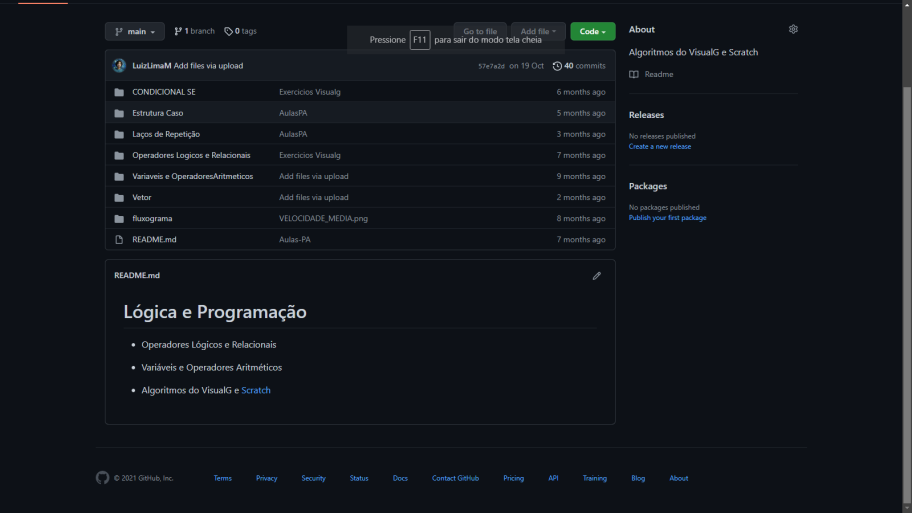 main
1 branch
0 tags
Go to file
Add file
Code
Pressione F11 para sair do modo tela cheia
LuizLimaM Add files via upload
57e7a2d on 19 Oct
40 commits
CONDICIONAL SE Exercicios Visualg 6 months ago
Estrutura Caso AulasPA 5 months ago
Laços de Repetição AulasPA 3 months ago
Operadores Logicos e Relacionais Exercicios Visualg 7 months ago
Variaveis e OperadoresAritmeticos Add files via upload 9 months ago
Vetor Add files via upload 2 months ago
fluxograma VELOCIDADE_MEDIA.png 8 months ago
README.md Aulas-PA 7 months ago
README.md
Lógica e Programação
Operadores Lógicos e Relacionais
Variáveis e Operadores Aritméticos
Algoritmos do VisualG e Scratch
About
Algoritmos do VisualG e Scratch
Readme
Releases
No releases published
Create a new release
Packages
No packages published
Publish your first package
© 2021 GitHub, Inc. Terms Privacy Security Status Docs Contact GitHub Pricing API Training Blog About